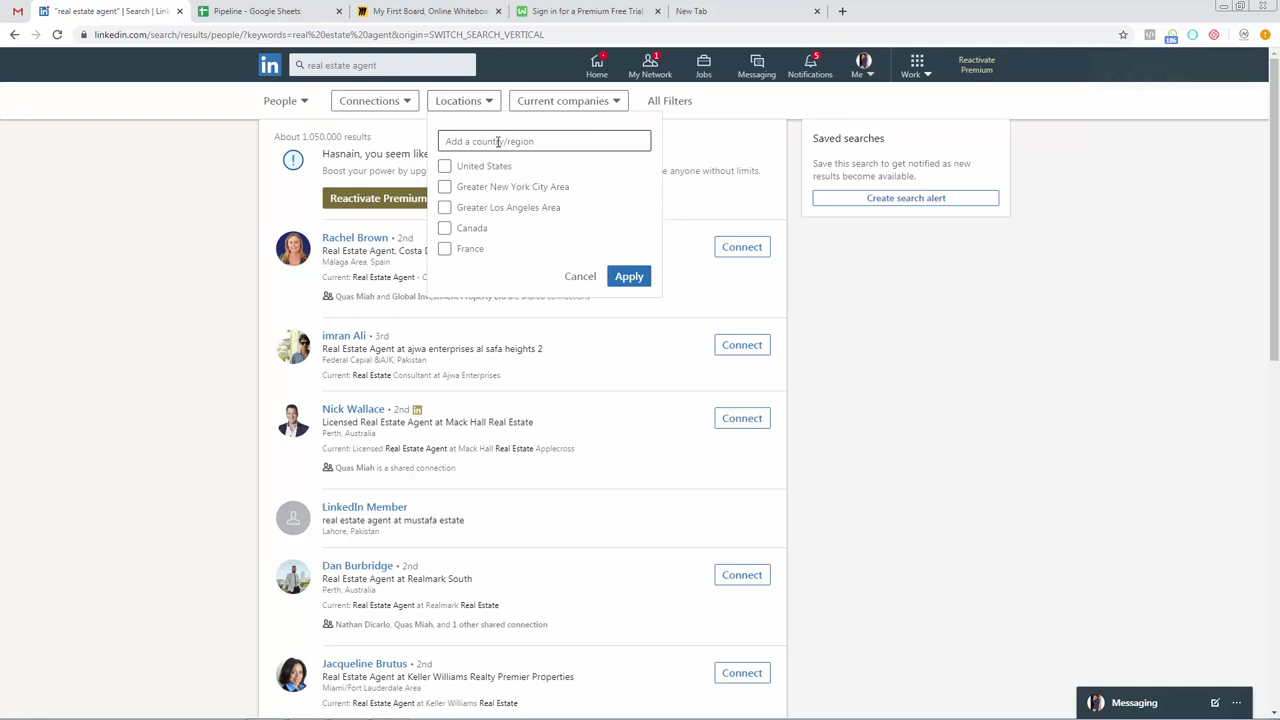 "real estate agent" | Search | Lin
Pipeline - Google Sheets
My First Board, Online Whiteboa
Sign in for a Premium Free Trial
New Tab
linkedin.com/search/results/people/?keywords=real%20estate%20agent&origin=SWITCH_SEARCH_VERTICAL
186
in
real estate agent
Home
1
My Network
Jobs
Messaging
5
Notifications
Me
Work
Reactivate
Premium
People
Connections
Locations
Current companies
All Filters
About 1,050,000 results
Hasnain, you seem like
Boost your power by upg
anyone without limits.
Reactivate Premium
Add a country/region
United States
Greater New York City Area
Greater Los Angeles Area
Canada
France
Cancel
Apply
Saved searches
Save this search to get notified as new
results become available.
Create search alert
Rachel Brown • 2nd
Real Estate Agent, Costa D
Málaga Area, Spain
Current: Real Estate Agent - C
Quas Miah and Global Investment Property Ltd are shared connections
Connect
imran Ali • 3rd
Real Estate Agent at ajwa enterprises al safa heights 2
Federal Capial &AJK, Pakistan
Current: Real Estate Consultant at Ajwa Enterprises
Connect
Nick Wallace • 2nd in
Licensed Real Estate Agent at Mack Hall Real Estate
Perth, Australia
Current: Licensed Real Estate Agent at Mack Hall Real Estate Applecross
Quas Miah is a shared connection
Connect
LinkedIn Member
real estate agent at mustafa estate
Lahore, Pakistan
Dan Burbridge • 2nd
Real Estate Agent at Realmark South
Perth, Australia
Current: Real Estate Agent at Realmark Real Estate
Nathan Dicarlo, Quas Miah, and 1 other shared connection
Connect
Jacqueline Brutus • 2nd
Real Estate Agent at Keller Williams Realty Premier Properties
Miami/Fort Lauderdale Area
Current: Real Estate Agent at Keller Williams Real Estate
Connect
Messaging